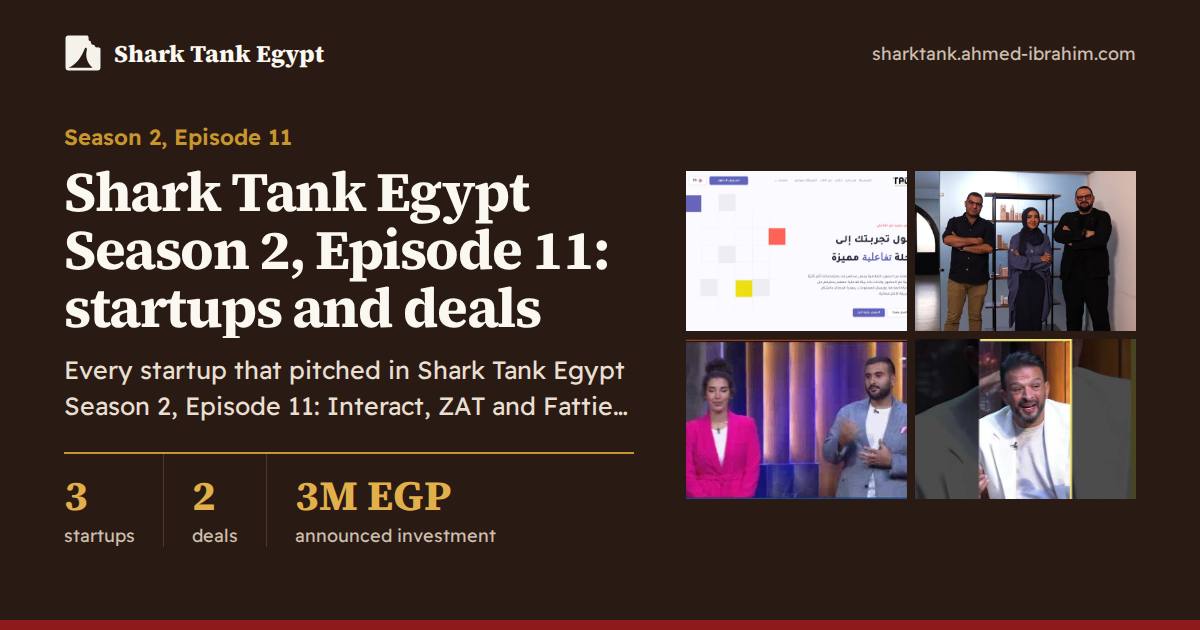 Shark Tank Egypt
sharktank.ahmed-ibrahim.com
Season 2, Episode 11
Shark Tank Egypt
Season 2, Episode 11:
startups and deals
Every startup that pitched in Shark Tank Egypt
Season 2, Episode 11: Interact, ZAT and Fattie...
3
startups
2
deals
3M EGP
announced investment
ول تجربتك إلى
حلة تفاعلية مميزة